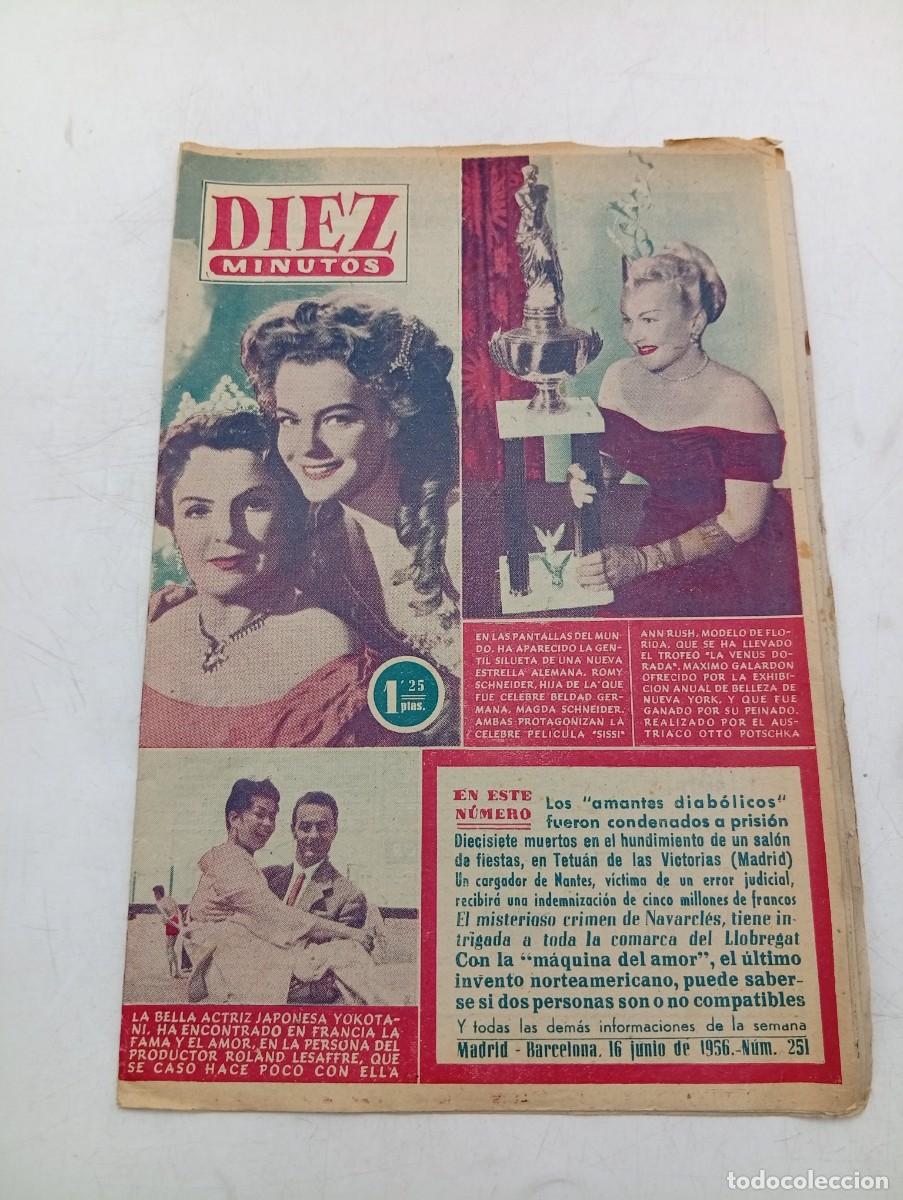 DIEZ
MINUTOS
1'25
ptas.
EN LAS PANTALLAS DEL MUN-
DO, HA APARECIDO LA GEN-
TIL SILUETA DE UNA NUEVA
ESTRELLA ALEMANA, ROMY
SCHNEIDER, HIJA DE LA QUE
FUE CELEBRE BELDAD GER-
MANA, MAGDA SCHNEIDER.
AMBAS PROTAGONIZAN LA
CELEBRE PELICULA "SISSI"
ANN RUSH, MODELO DE FLO-
RIDA, QUE SE HA LLEVADO
EL TROFEO "LA VENUS DO-
RADA", MAXIMO GALARDON
OFRECIDO POR LA EXHIBI-
CION ANUAL DE BELLEZA DE
NUEVA YORK, Y QUE FUE
GANADO POR SU PEINADO,
REALIZADO POR EL AUS-
TRIACO OTTO POTSCHKA
LA BELLA ACTRIZ JAPONESA YOKOTA-
NI, HA ENCONTRADO EN FRANCIA LA
FAMA Y EL AMOR, EN LA PERSONA DEL
PRODUCTOR ROLAND LESAFFRE, QUE
SE CASO HACE POCO CON ELLA
EN ESTE
NÚMERO
Los "amantes diabólicos"
fueron condenados a prisión
Diecisiete muertos en el hundimiento de un salón
de fiestas, en Tetuán de las Victorias (Madrid)
Un cargador de Nantes, víctima de un error judicial,
recibirá una indemnización de cinco millones de francos
El misterioso crimen de Navarclés, tiene in-
trigada a toda la comarca del Llobregat
Con la "máquina del amor", el último
invento norteamericano, puede saber-
se si dos personas son o no compatibles
Y todas las demás informaciones de la semana
Madrid - Barcelona, 16 junio de 1956.-Núm. 251
todocoleccion